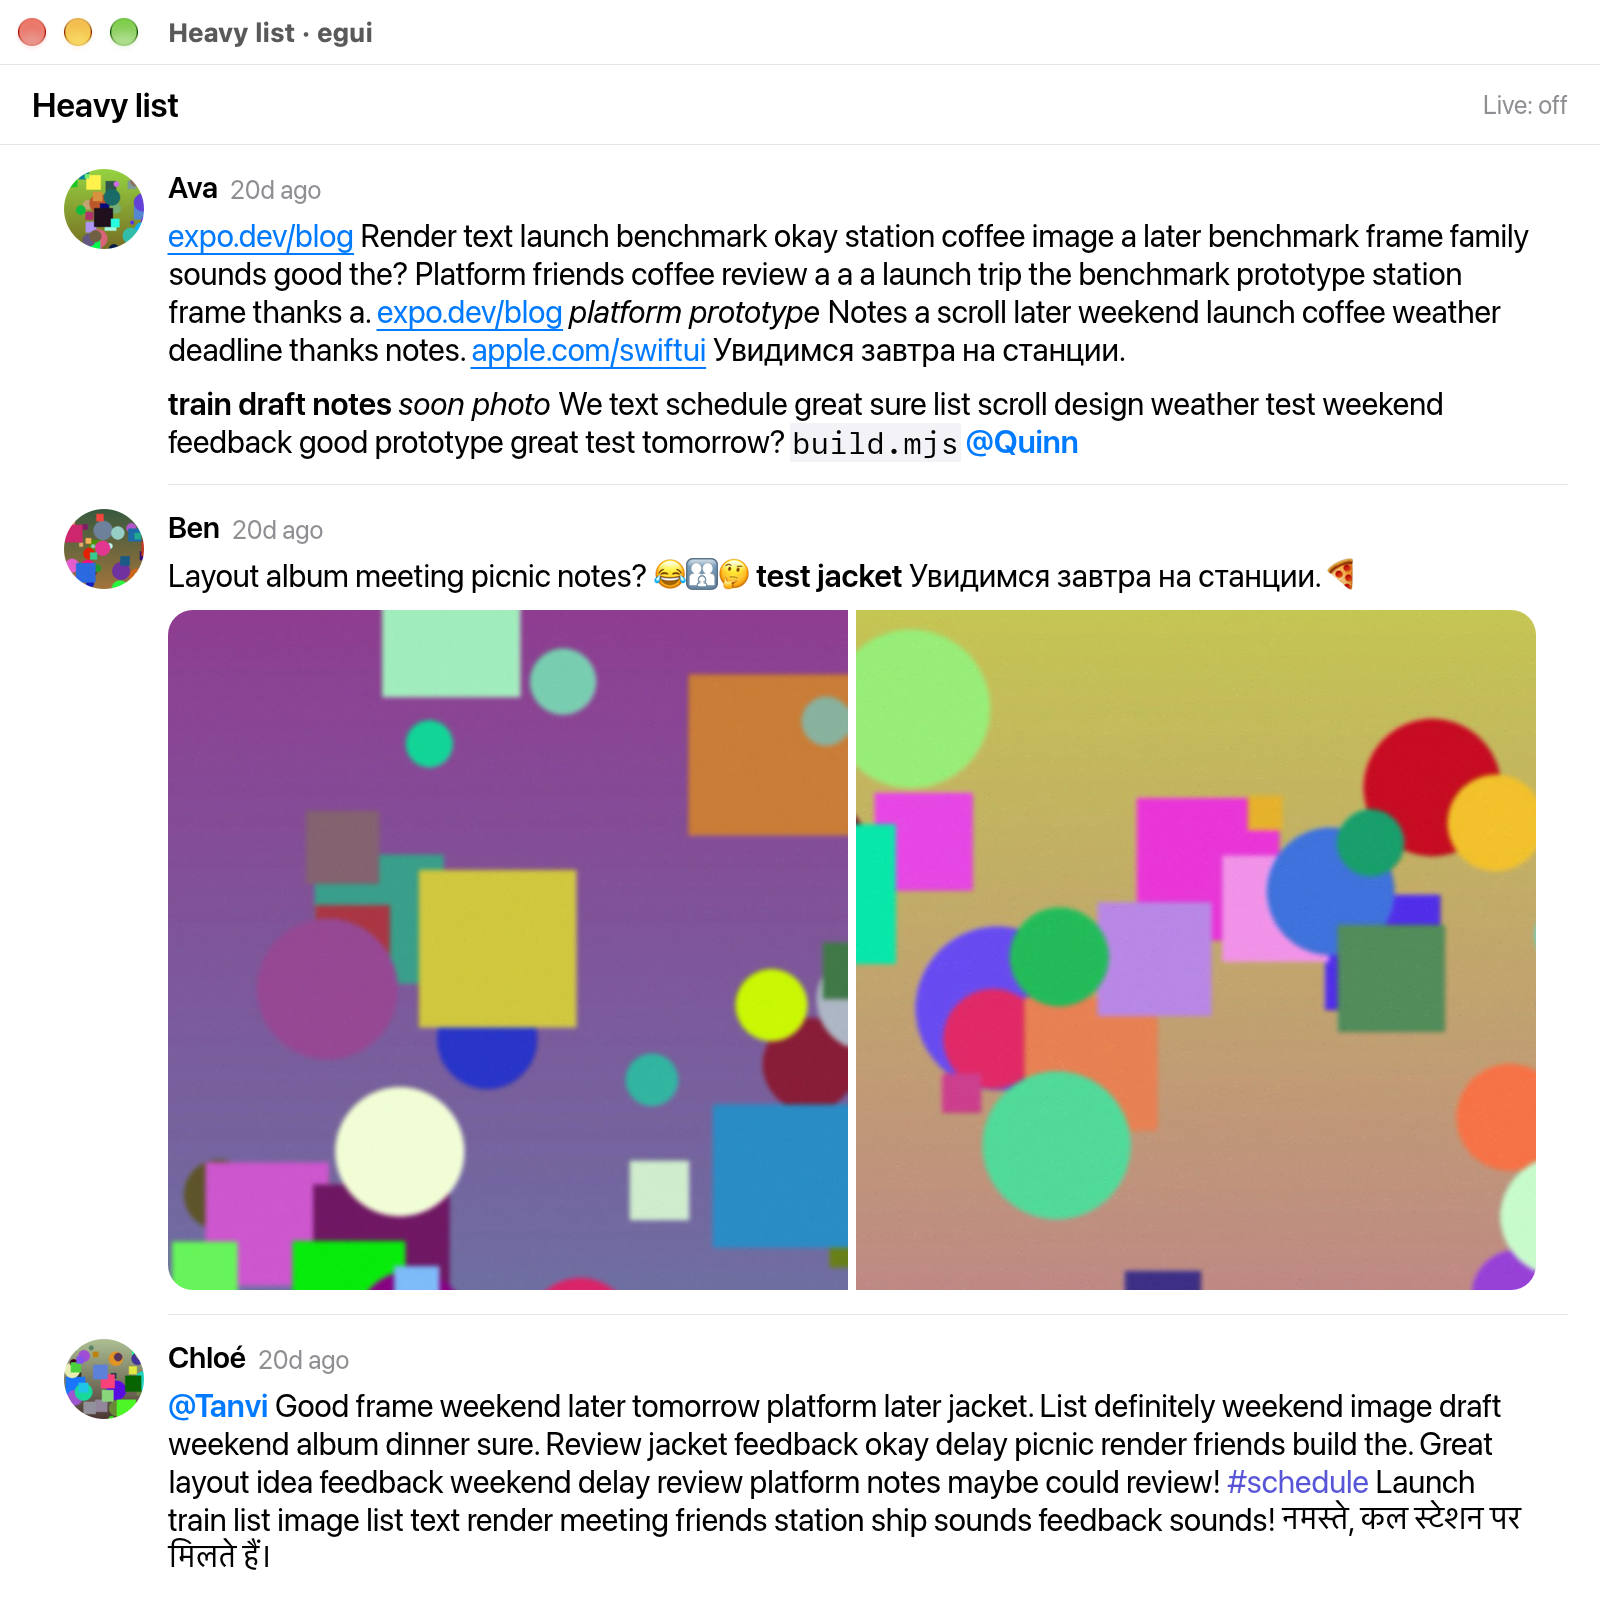 Heavy list · egui
Heavy list
Live: off
Ava 20d ago
expo.dev/blog Render text launch benchmark okay station coffee image a later benchmark frame family
sounds good the? Platform friends coffee review a a a launch trip the benchmark prototype station
frame thanks a. expo.dev/blog platform prototype Notes a scroll later weekend launch coffee weather
deadline thanks notes. apple.com/swiftui Увидимся завтра на станции.
train draft notes soon photo We text schedule great sure list scroll design weather test weekend
feedback good prototype great test tomorrow? build.mjs @Quinn
Ben 20d ago
Layout album meeting picnic notes? 😂👨‍👩‍👧‍👦🤔 test jacket Увидимся завтра на станции. 🍕
Chloé 20d ago
@Tanvi Good frame weekend later tomorrow platform later jacket. List definitely weekend image draft
weekend album dinner sure. Review jacket feedback okay delay picnic render friends build the. Great
layout idea feedback weekend delay review platform notes maybe could review! #schedule Launch
train list image list text render meeting friends station ship sounds feedback sounds! नमस्ते, कल स्टेशन पर
मिलते हैं।